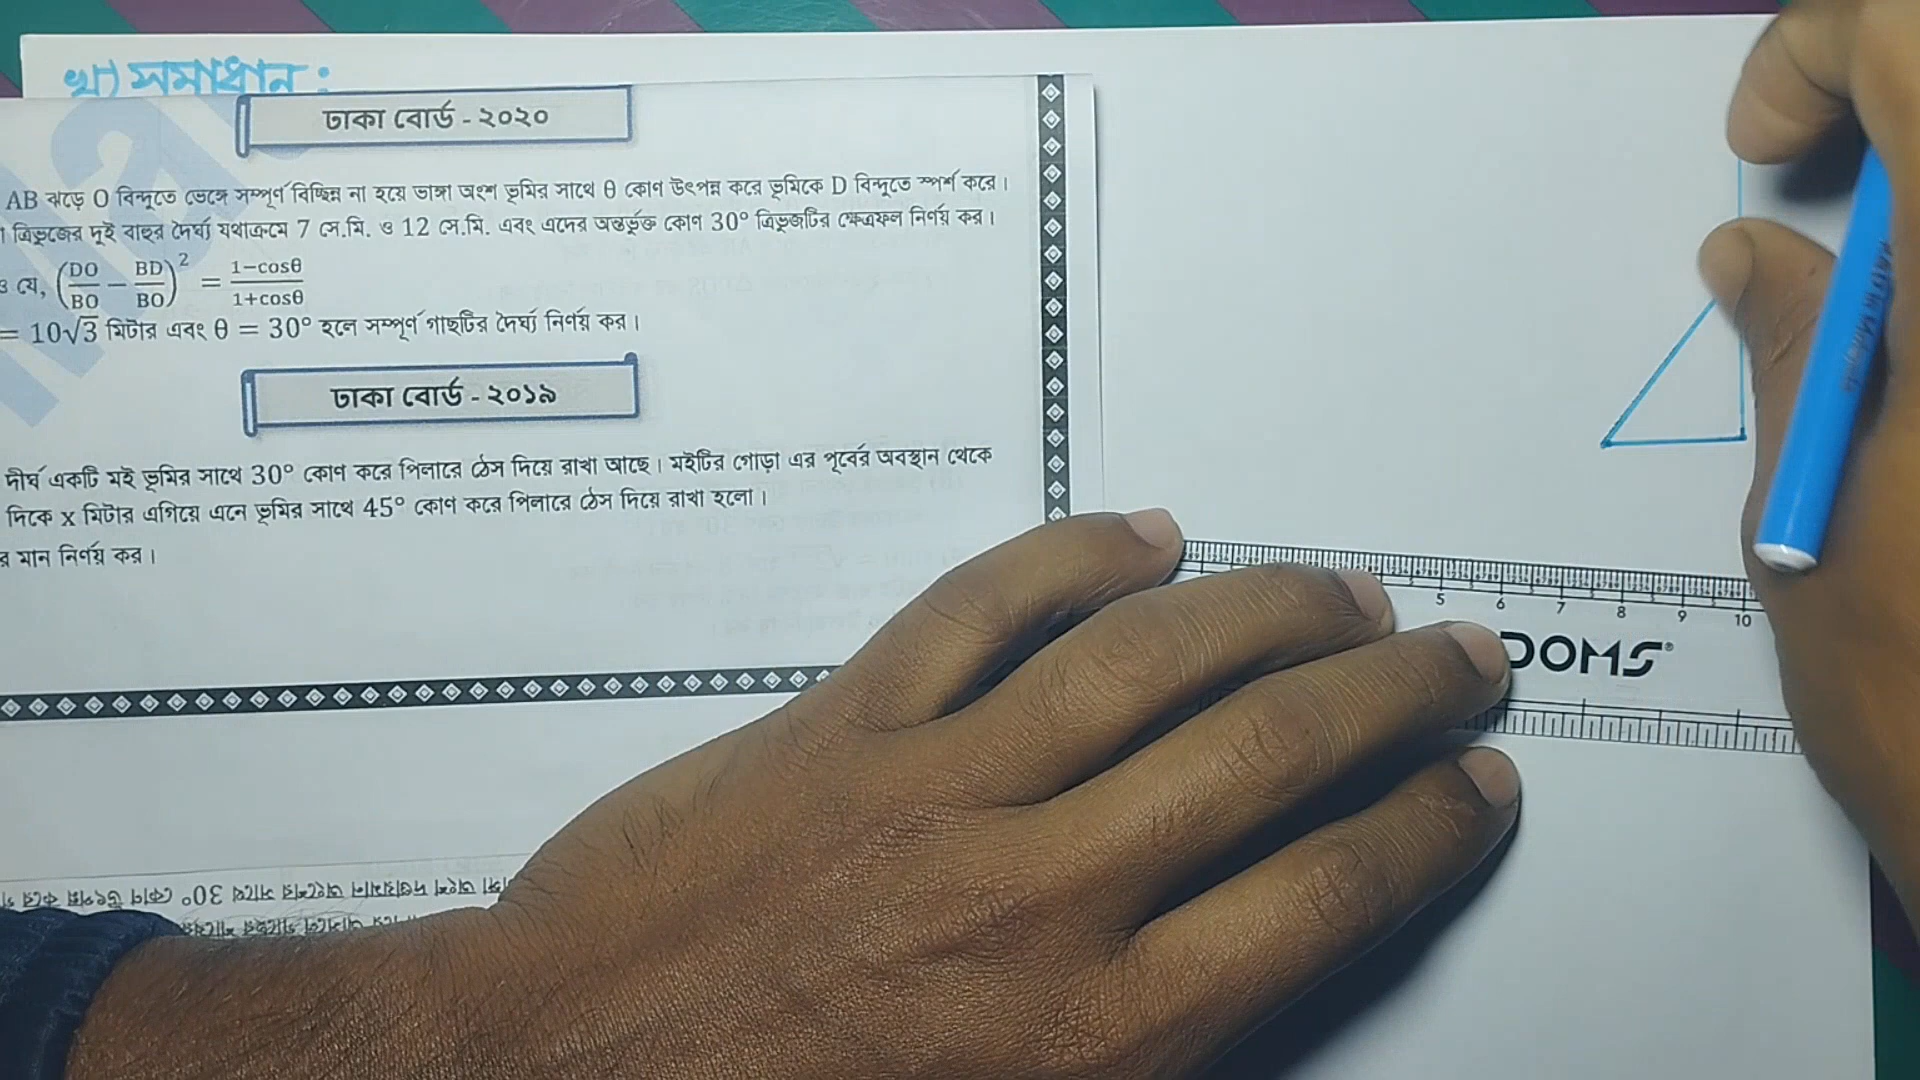 খ) সমাধান :
ঢাকা বোর্ড - ২০২০
AB ঝড়ে O বিন্দুতে ভেঙ্গে সম্পূর্ণ বিচ্ছিন্ন না হয়ে ভাঙ্গা অংশ ভূমির সাথে θ কোণ উৎপন্ন করে ভূমিকে D বিন্দুতে স্পর্শ করে।
ত্রিভুজের দুই বাহুর দৈর্ঘ্য যথাক্রমে 7 সে.মি. ও 12 সে.মি. এবং এদের অন্তর্ভুক্ত কোণ 30° ত্রিভুজটির ক্ষেত্রফল নির্ণয় কর।
যে, (DO/BO − BD/BO)² = 1−cosθ/1+cosθ
= 10√3 মিটার এবং θ = 30° হলে সম্পূর্ণ গাছটির দৈর্ঘ্য নির্ণয় কর।
ঢাকা বোর্ড - ২০১৯
দীর্ঘ একটি মই ভূমির সাথে 30° কোণ করে পিলারে ঠেস দিয়ে রাখা আছে। মইটির গোড়া এর পূর্বের অবস্থান থেকে
দিকে x মিটার এগিয়ে এনে ভূমির সাথে 45° কোণ করে পিলারে ঠেস দিয়ে রাখা হলো।
র মান নির্ণয় কর।
5 6 7 8 9 10
DOMS